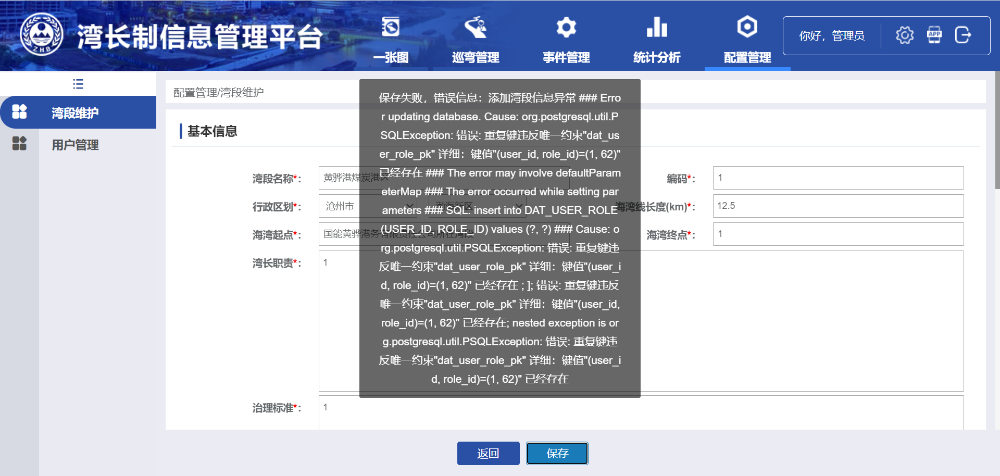 ZHB
湾长制信息管理平台
一张图
巡弯管理
事件管理
统计分析
配置管理
你好，管理员
APP
湾段维护
用户管理
配置管理/湾段维护
基本信息
湾段名称*： 黄骅港煤炭港区
编码*： 1
行政区划*： 沧州市 渤海新区
海湾线长度(km)*： 12.5
海湾起点*： 国能黄骅港务有限责任公司所在湾段
海湾终点*： 1
湾长职责*： 1
治理标准*： 1
保存失败，错误信息：添加湾段信息异常 ### Erro
r updating database. Cause: org.postgresql.util.P
SQLException: 错误: 重复键违反唯一约束"dat_us
er_role_pk" 详细：键值"(user_id, role_id)=(1, 62)"
已经存在 ### The error may involve defaultParam
eterMap ### The error occurred while setting par
ameters ### SQL: insert into DAT_USER_ROLE
(USER_ID, ROLE_ID) values (?, ?) ### Cause: o
rg.postgresql.util.PSQLException: 错误: 重复键违
反唯一约束"dat_user_role_pk" 详细：键值"(user_i
d, role_id)=(1, 62)" 已经存在 ; ]; 错误: 重复键违反
唯一约束"dat_user_role_pk" 详细：键值"(user_id,
role_id)=(1, 62)" 已经存在; nested exception is or
g.postgresql.util.PSQLException: 错误: 重复键违
反唯一约束"dat_user_role_pk" 详细：键值"(user_i
d, role_id)=(1, 62)" 已经存在
返回
保存